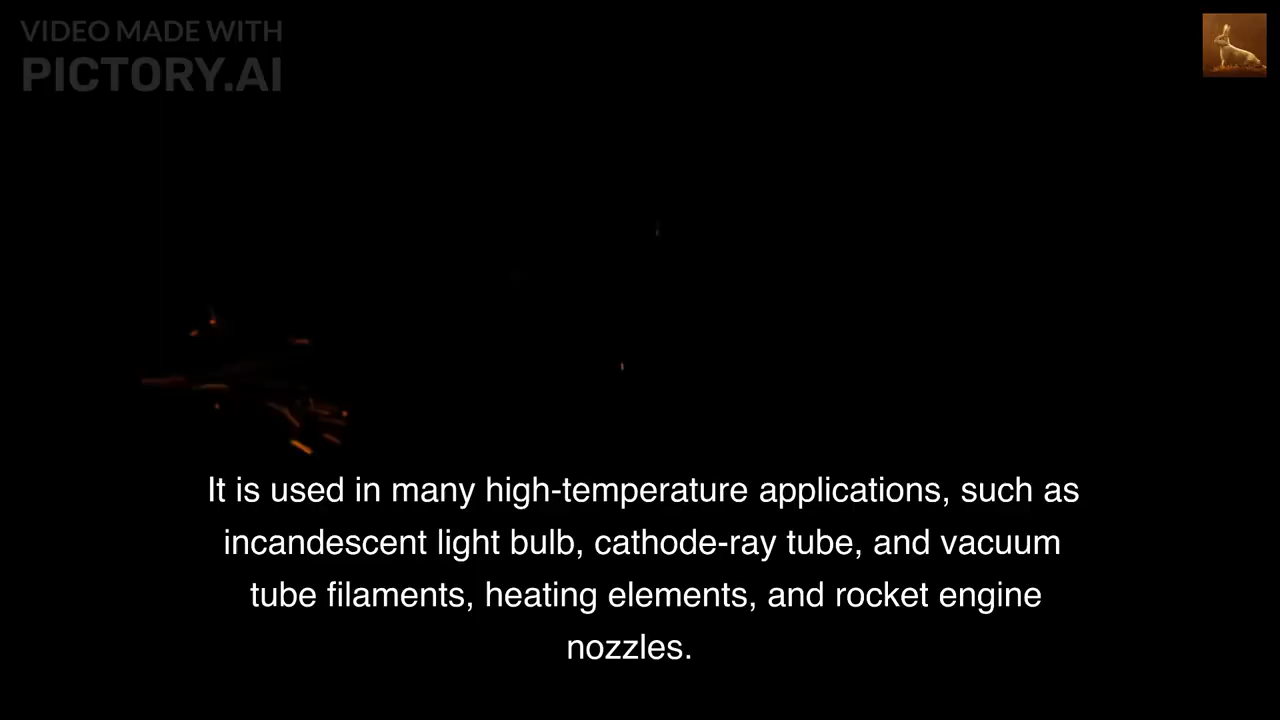 VIDEO MADE WITH
PICTORY.AI
It is used in many high-temperature applications, such as
incandescent light bulb, cathode-ray tube, and vacuum
tube filaments, heating elements, and rocket engine
nozzles.